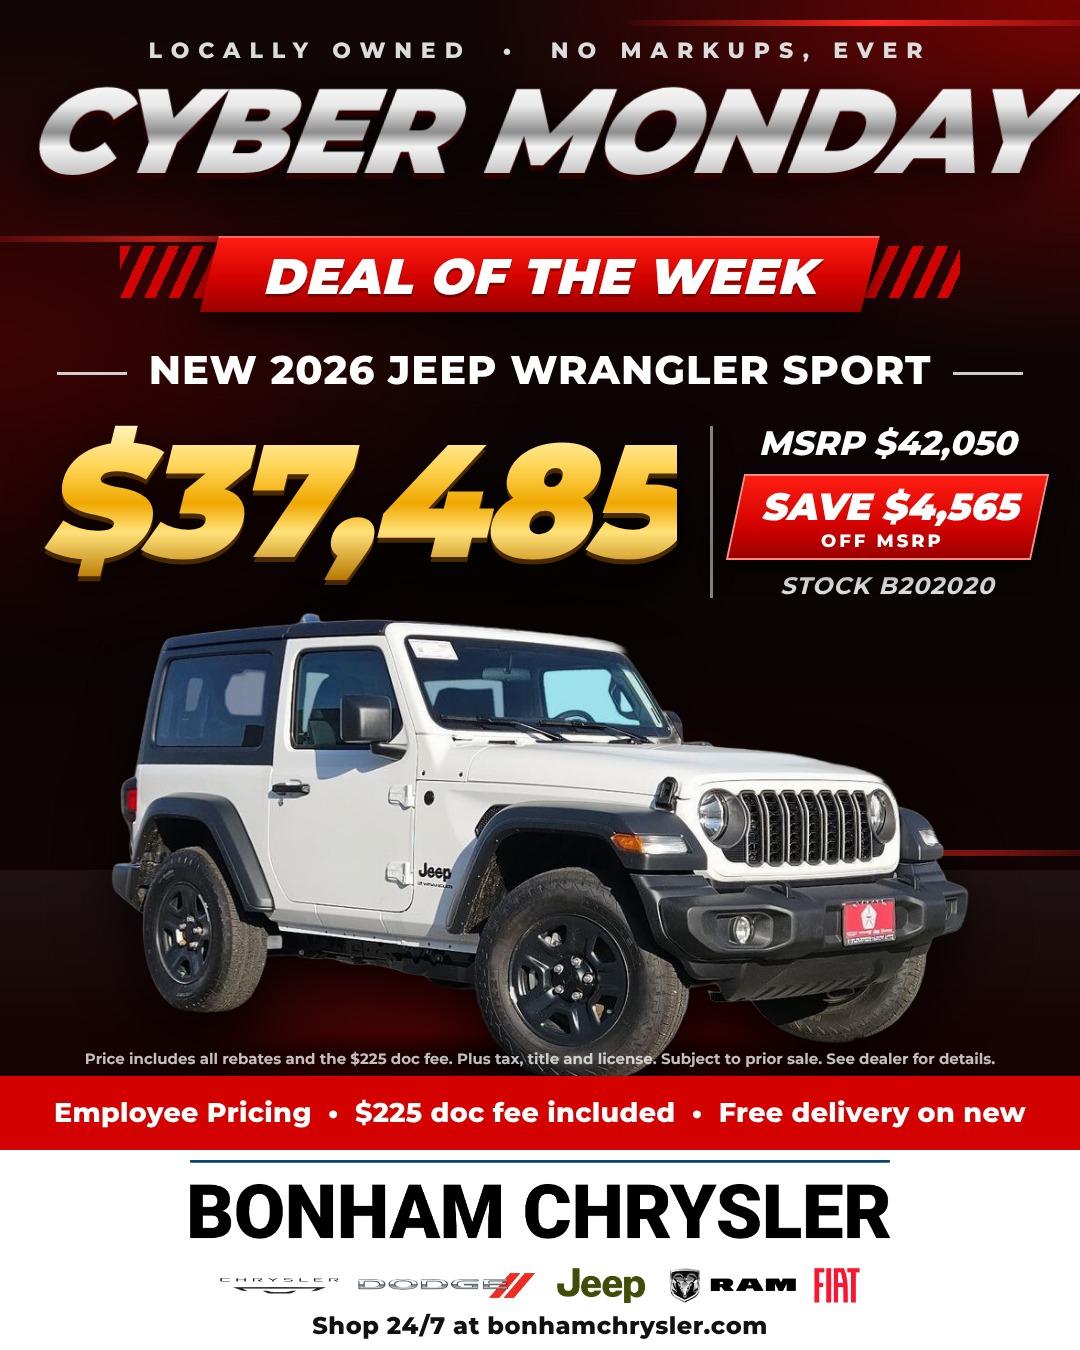 LOCALLY OWNED • NO MARKUPS, EVER
CYBER MONDAY
DEAL OF THE WEEK
NEW 2026 JEEP WRANGLER SPORT
$37,485
MSRP $42,050
SAVE $4,565
OFF MSRP
STOCK B202020
Jeep
WRANGLER
Price includes all rebates and the $225 doc fee. Plus tax, title and license. Subject to prior sale. See dealer for details.
Employee Pricing • $225 doc fee included • Free delivery on new
BONHAM CHRYSLER
CHRYSLER DODGE Jeep RAM FIAT
Shop 24/7 at bonhamchrysler.com